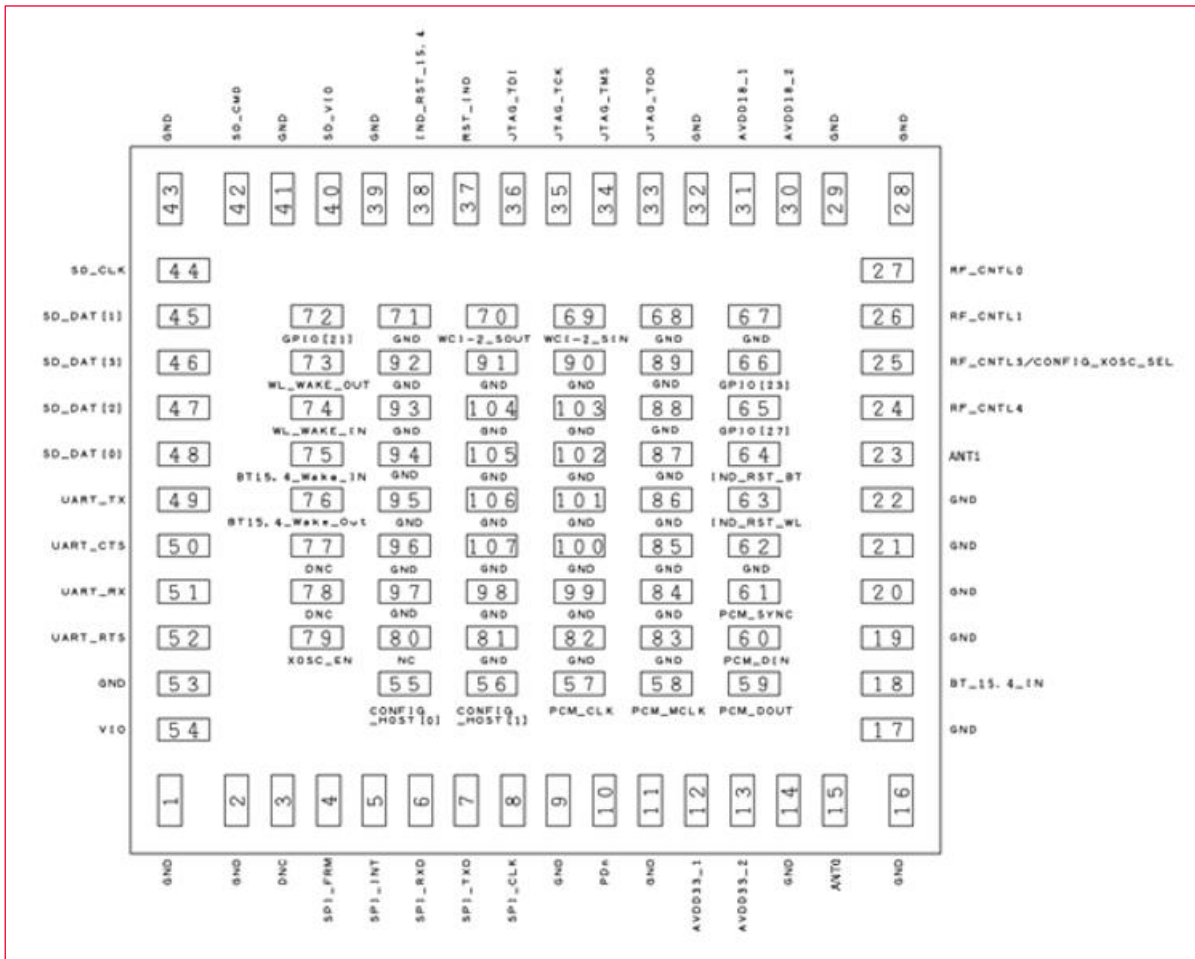 GND SD_CMD GND SD_VIO GND IND_RST_15.4 RST_IND JTAG_TDI JTAG_TCK JTAG_TMS JTAG_TDO GND AVDD18_1 AVDD18_2 GND GND
43 42 41 40 39 38 37 36 35 34 33 32 31 30 29 28
SD_CLK 44 27 RF_CNTL0
SD_DAT[1] 45 72 71 70 69 68 67 26 RF_CNTL1
GPIO[21] GND WCI-2_SOUT WCI-2_SIN GND GND
SD_DAT[3] 46 73 92 91 90 89 66 25 RF_CNTL3/CONFIG_XOSC_SEL
WL_WAKE_OUT GND GND GND GND GPIO[23]
SD_DAT[2] 47 74 93 104 103 88 65 24 RF_CNTL4
WL_WAKE_IN GND GND GND GND GPIO[27]
SD_DAT[0] 48 75 94 105 102 87 64 23 ANT1
BT15.4_Wake_IN GND GND GND GND IND_RST_BT
UART_TX 49 76 95 106 101 86 63 22 GND
BT15.4_Wake_Out GND GND GND GND IND_RST_WL
UART_CTS 50 77 96 107 100 85 62 21 GND
DNC GND GND GND GND GND
UART_RX 51 78 97 98 99 84 61 20 GND
DNC GND GND GND GND PCM_SYNC
UART_RTS 52 79 80 81 82 83 60 19 GND
XOSC_EN NC GND GND GND PCM_DIN
GND 53 55 56 57 58 59 18 BT_15.4_IN
CONFIG CONFIG PCM_CLK PCM_MCLK PCM_DOUT
_HOST[0] _HOST[1]
VIO 54 17 GND
1 2 3 4 5 6 7 8 9 10 11 12 13 14 15 16
GND GND DNC SPI_FRM SPI_INT SPI_RXD SPI_TXD SPI_CLK GND PDn GND AVDD33_1 AVDD33_2 GND ANT0 GND